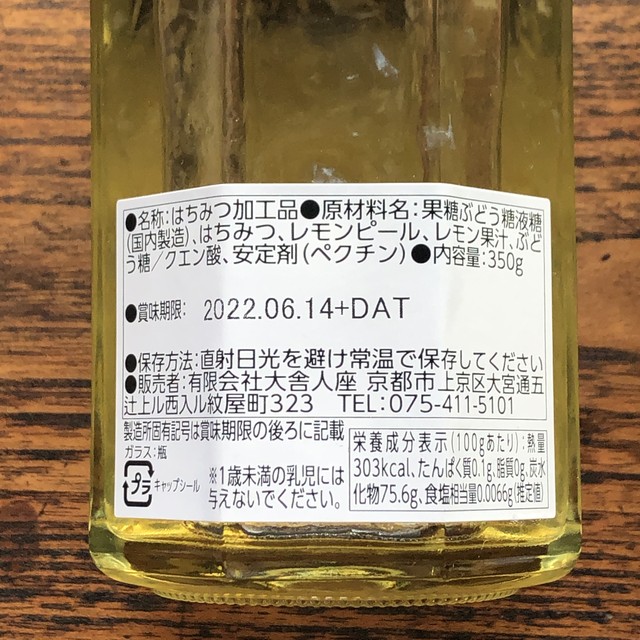 ●名称:はちみつ加工品●原材料名:果糖ぶどう糖液糖
(国内製造)、はちみつ、レモンピール、レモン果汁、ぶど
う糖／クエン酸、安定剤(ペクチン)●内容量:350g
●賞味期限: 2022.06.14+DAT
●保存方法:直射日光を避け常温で保存してください
●販売者:有限会社大舎人座 京都市上京区大宮通五
辻上ル西入ル紋屋町323 TEL:075-411-5101
製造所固有記号は賞味期限の後ろに記載
ガラス:瓶
プラ キャップシール
※1歳未満の乳児には
与えないでください。
栄養成分表示(100gあたり):熱量
303kcal、たんぱく質0.1g、脂質0g、炭水
化物75.6g、食塩相当量0.0066g(推定値)